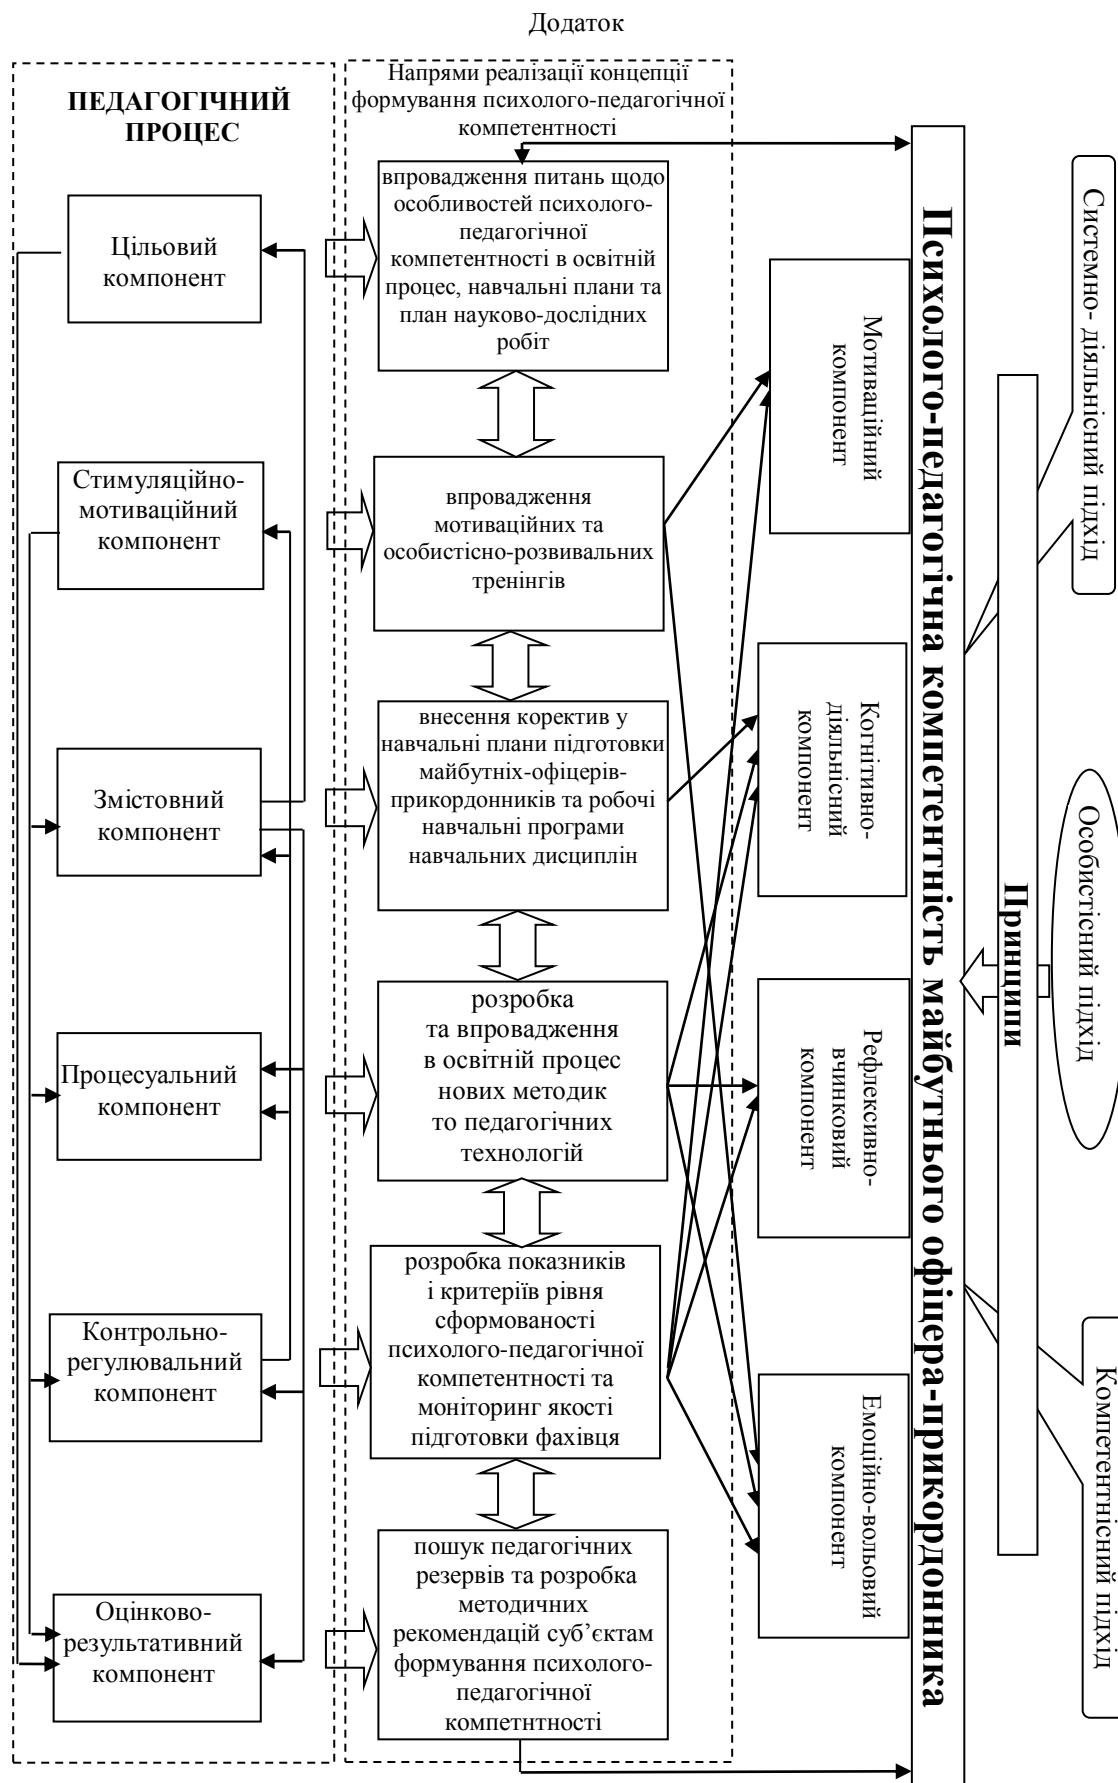 Додаток
ПЕДАГОГІЧНИЙ
ПРОЦЕС
Цільовий
компонент
Стимуляційно-
мотиваційний
компонент
Змістовний
компонент
Процесуальний
компонент
Контрольно-
регулювальний
компонент
Оцінково-
результативний
компонент
Напрями реалізації концепції
формування психолого-педагогічної
компетентності
впровадження питань щодо
особливостей психолого-
педагогічної
компетентності в освітній
процес, навчальні плани та
план науково-дослідних
робіт
впровадження
мотиваційних та
особистісно-розвивальних
тренінгів
внесення коректив у
навчальні плани підготовки
майбутніх-офіцерів-
прикордонників та робочі
навчальні програми
навчальних дисциплін
розробка
та впровадження
в освітній процес
нових методик
то педагогічних
технологій
розробка показників
і критеріїв рівня
сформованості
психолого-педагогічної
компетентності та
моніторинг якості
підготовки фахівця
пошук педагогічних
резервів та розробка
методичних
рекомендацій суб’єктам
формування психолого-
педагогічної
компетнтності
Мотиваційний
компонент
Когнітивно-
діяльнісний
компонент
Рефлексивно-
вчинковий
компонент
Емоційно-вольовий
компонент
Психолого-педагогічна компетентність майбутнього офіцера-прикордонника
Принципи
Системно- діяльнісний підхід
Особистісний підхід
Компетентнісний підхід